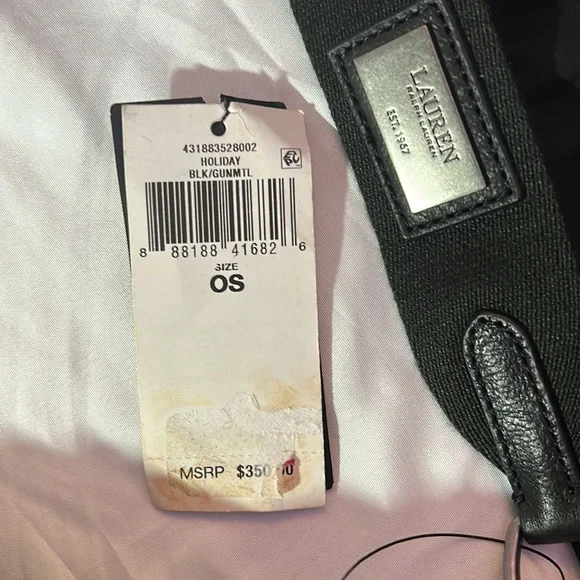 431883528002
HOLIDAY
BLK/GUNMTL
8 88188 41682 6
SIZE
OS
MSRP $350.00
LAUREN
RALPH LAUREN
EST. 1967